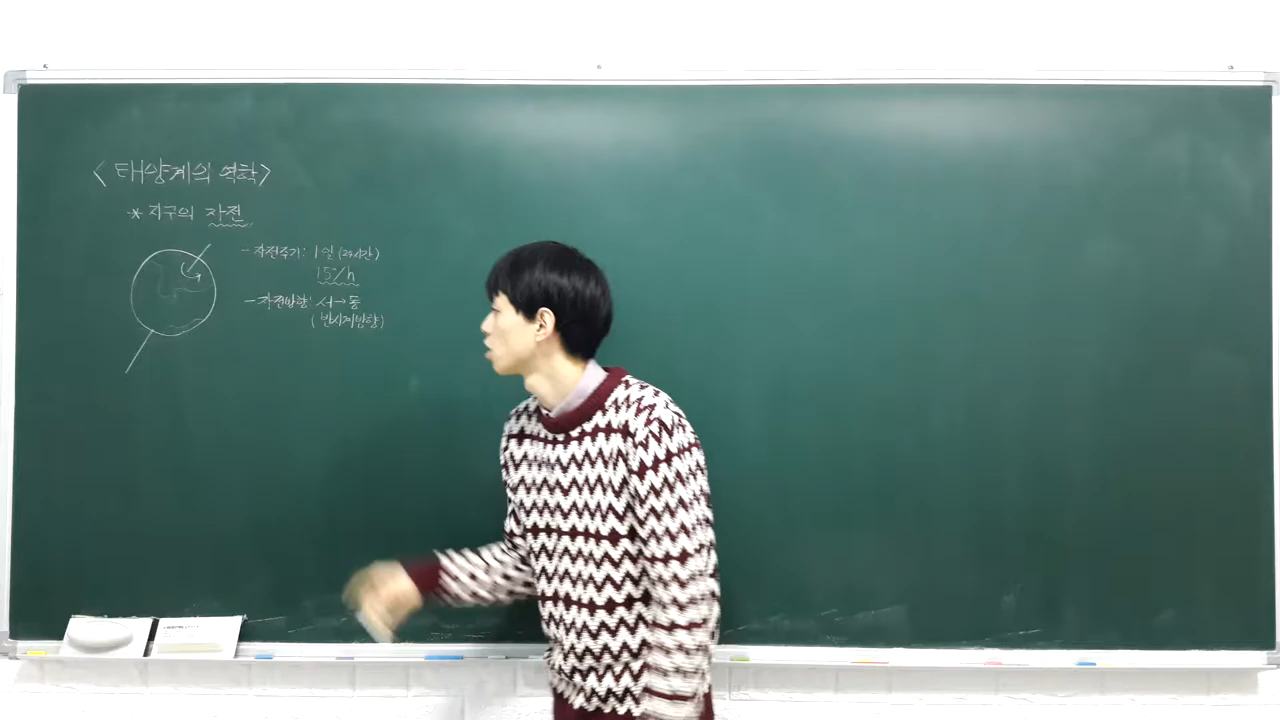 <태양계의 역학>
* 지구의 자전
- 자전주기: 1일 (24시간)
15°/h
- 자전방향: 서→동
(반시계방향)